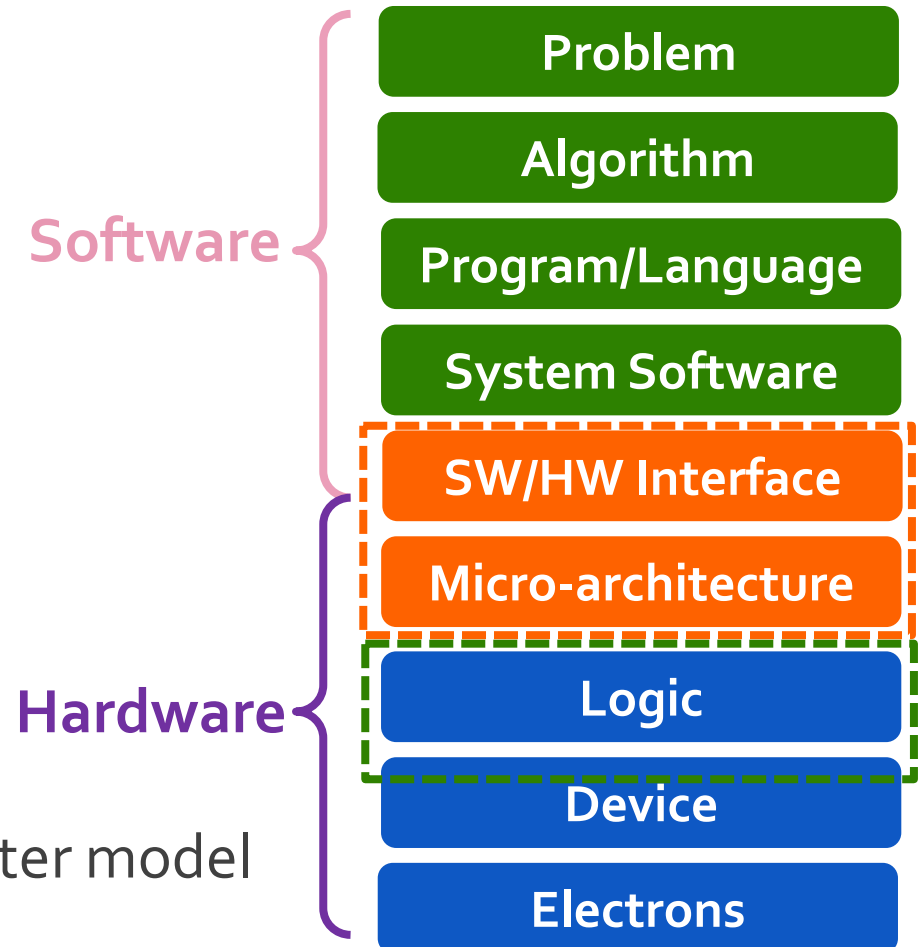 Problem
Algorithm
Software
Program/Language
System Software
SW/HW Interface
Micro-architecture
Logic
Hardware
Device
ter model
Electrons